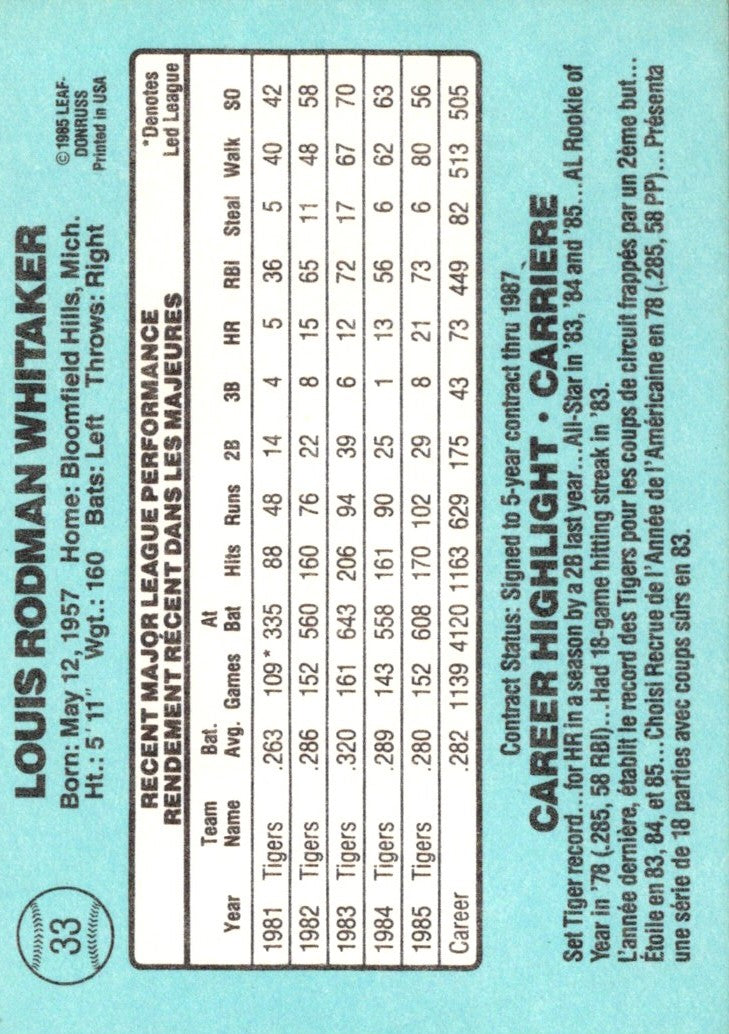 33
LOUIS RODMAN WHITAKER
Born: May 12, 1957 Home: Bloomfield Hills, Mich.
Ht.: 5'11" Wgt.: 160 Bats: Left Throws: Right
© 1985 LEAF-
DONRUSS
Printed in USA
RECENT MAJOR LEAGUE PERFORMANCE
RENDEMENT RÉCENT DANS LES MAJEURES
*Denotes
Led League
Year Team Name Bat. Avg. Games At Bat Hits Runs 2B 3B HR RBI Steal Walk SO
1981 Tigers .263 109* 335 88 48 14 4 5 36 5 40 42
1982 Tigers .286 152 560 160 76 22 8 15 65 11 48 58
1983 Tigers .320 161 643 206 94 39 6 12 72 17 67 70
1984 Tigers .289 143 558 161 90 25 1 13 56 6 62 63
1985 Tigers .280 152 608 170 102 29 8 21 73 6 80 56
Career .282 1139 4120 1163 629 175 43 73 449 82 513 505
Contract Status: Signed to 5-year contract thru 1987
CAREER HIGHLIGHT • CARRIÈRE
Set Tiger record...for HR in a season by a 2B last year...All-Star in '83, '84 and '85...AL Rookie of
Year in '78 (.285, 58 RBI)...Had 18-game hitting streak in '83.
L'année dernière, établit le record des Tigers pour les coups de circuit frappés par un 2ème but...
Étoile en 83, 84, et 85...Choisi Recrue de l'Année de l'Américaine en 78 (.285, 58 PP)...Présenta
une série de 18 parties avec coups sûrs en 83.